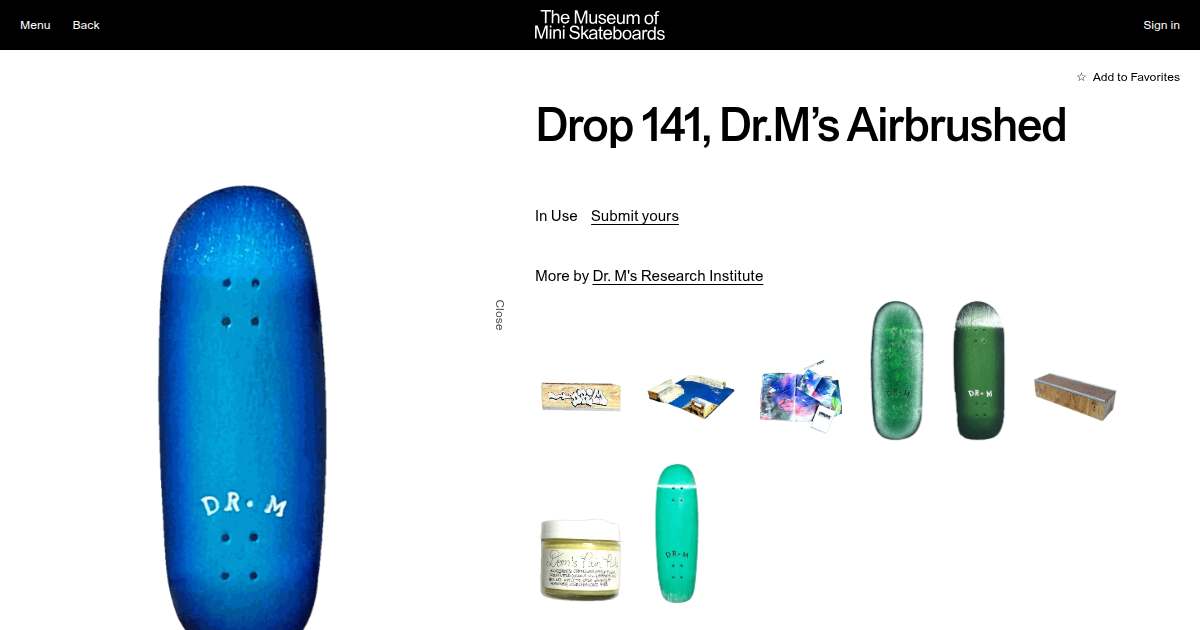 Menu
Back
The Museum of
Mini Skateboards
Sign in
☆ Add to Favorites
Drop 141, Dr.M’s Airbrushed
In Use
Submit yours
More by Dr. M's Research Institute
Close
DR•M
DR•M
DR•M
DR•M